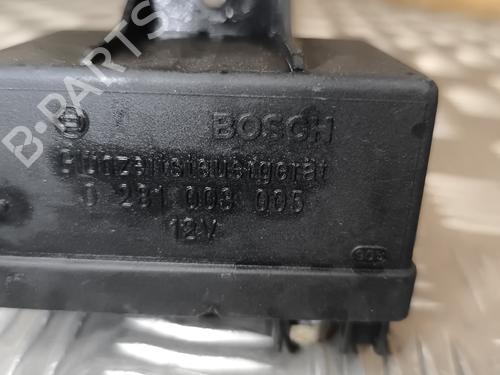 BOSCH
Glühzeitsteuergerät
0 281 003 005
12V
B-PARTS